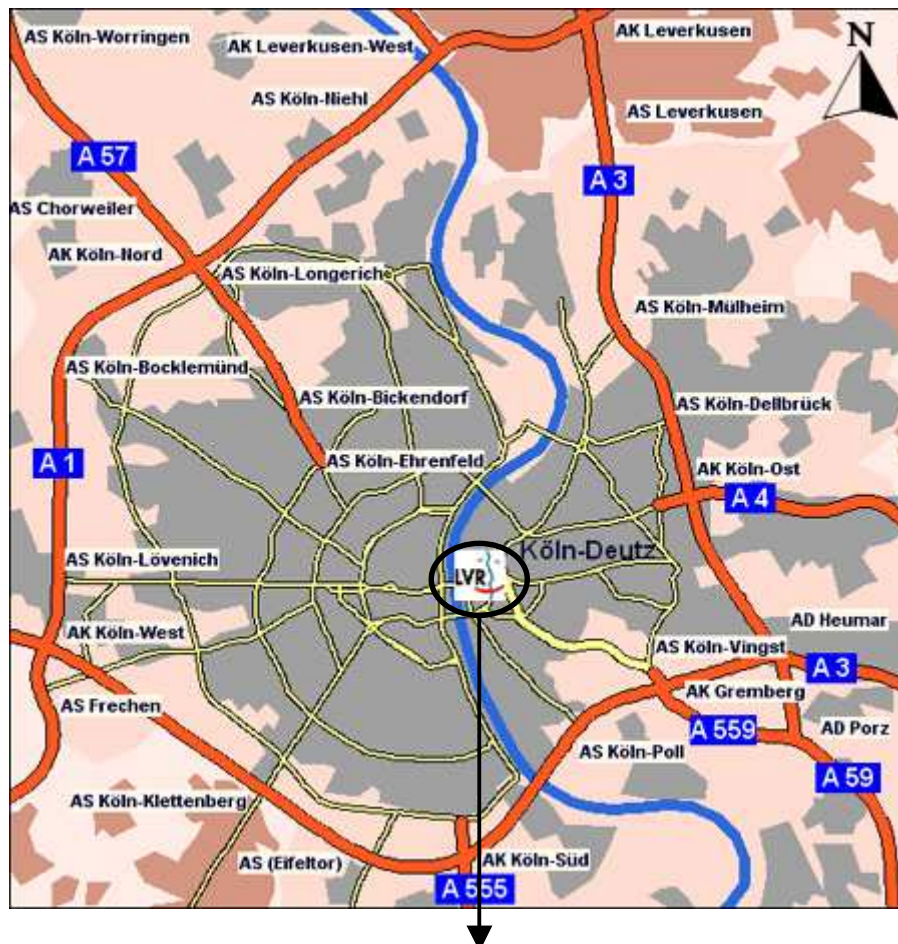 AS Köln-Worringen
AK Leverkusen-West
AK Leverkusen
N
AS Köln-Niehl
AS Leverkusen
A 57
A 3
AS Chorweiler
AK Köln-Nord
AS Köln-Longerich
AS Köln-Mülheim
AS Köln-Bocklemünd
AS Köln-Bickendorf
AS Köln-Dellbrück
A 1
AS Köln-Ehrenfeld
AK Köln-Ost
A 4
AS Köln-Lövenich
Köln-Deutz
LVR
AK Köln-West
AD Heumar
AS Köln-Vingst
A 3
AS Frechen
AK Gremberg
A 559
AD Porz
AS Köln-Poll
A 59
AS Köln-Klettenberg
AS (Eifeltor)
AK Köln-Süd
A 555